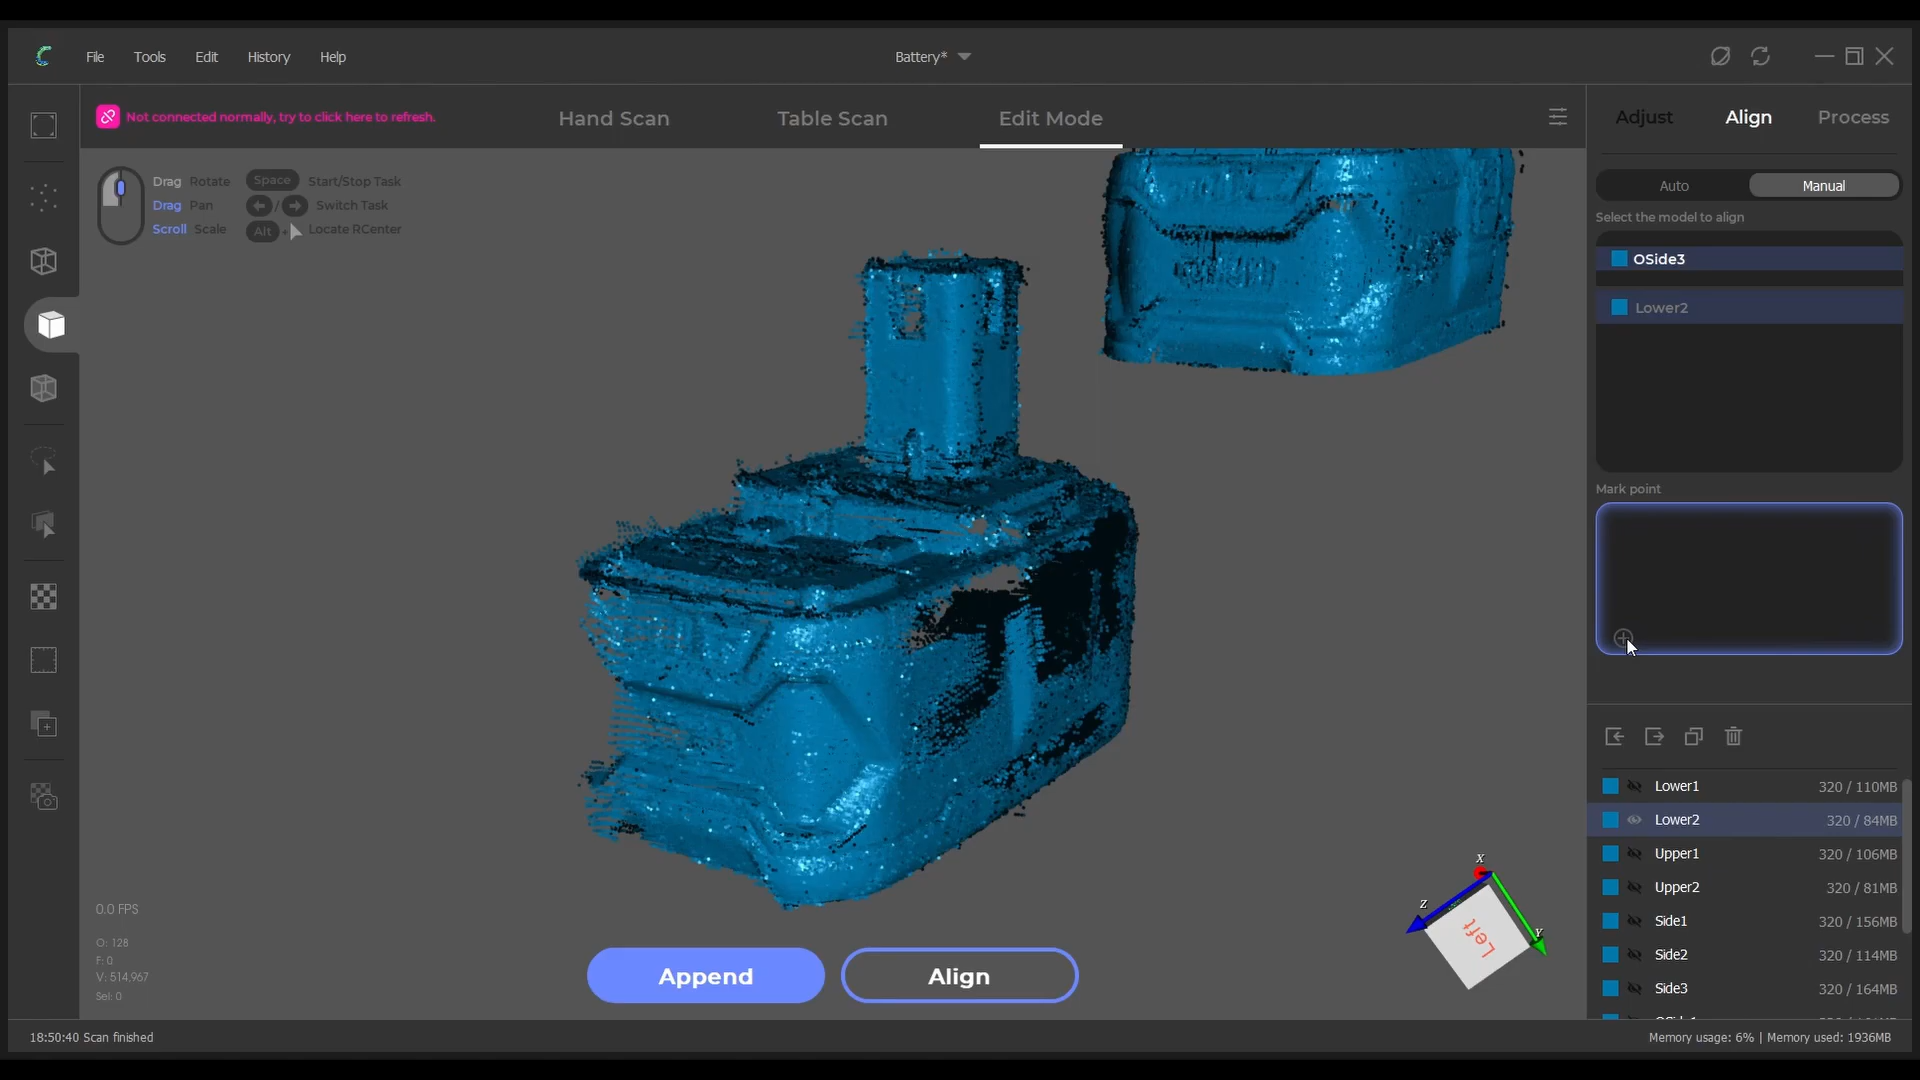 File Tools Edit History Help Battery*
Not connected normally, try to click here to refresh.
Hand Scan Table Scan Edit Mode
Adjust Align Process
Drag Rotate Space Start/Stop Task
Drag Pan / Switch Task
Scroll Scale Alt + Locate RCenter
Auto Manual
Select the model to align
OSide3
Lower2
Mark point
Lower1 320 / 110MB
Lower2 320 / 84MB
Upper1 320 / 106MB
Upper2 320 / 81MB
Side1 320 / 156MB
Side2 320 / 114MB
Side3 320 / 164MB
X
Z
Y
Left
0.0 FPS
O: 128
F: 0
V: 514,967
Sel: 0
Append Align
18:50:40 Scan finished
Memory usage: 6% | Memory used: 1936MB